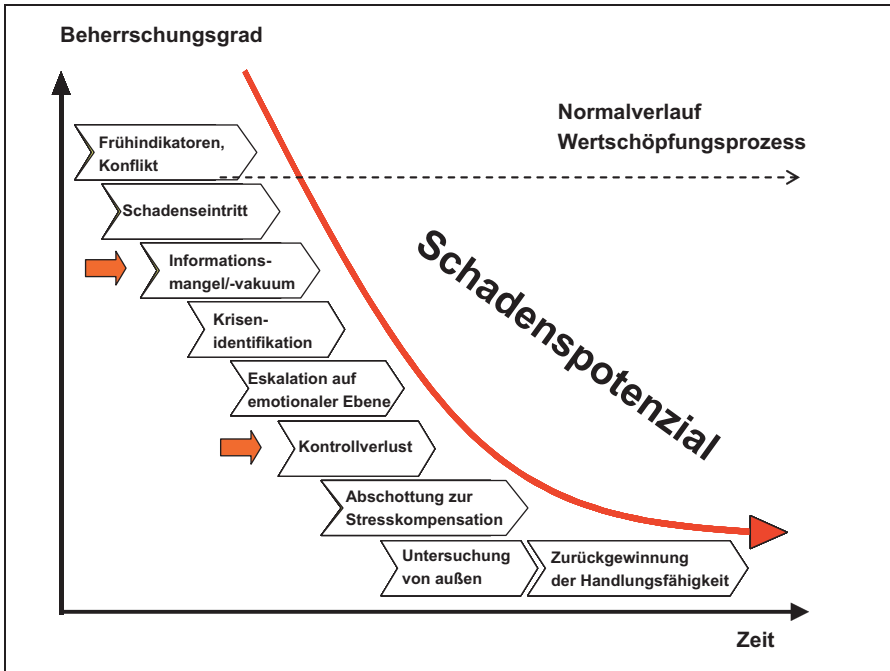 Beherrschungsgrad
Normalverlauf
Wertschöpfungsprozess
Frühindikatoren,
Konflikt
Schadenseintritt
Informations-
mangel/-vakuum
Krisen-
identifikation
Eskalation auf
emotionaler Ebene
Kontrollverlust
Abschottung zur
Stresskompensation
Untersuchung
von außen
Zurückgewinnung
der Handlungsfähigkeit
Schadenspotenzial
Zeit